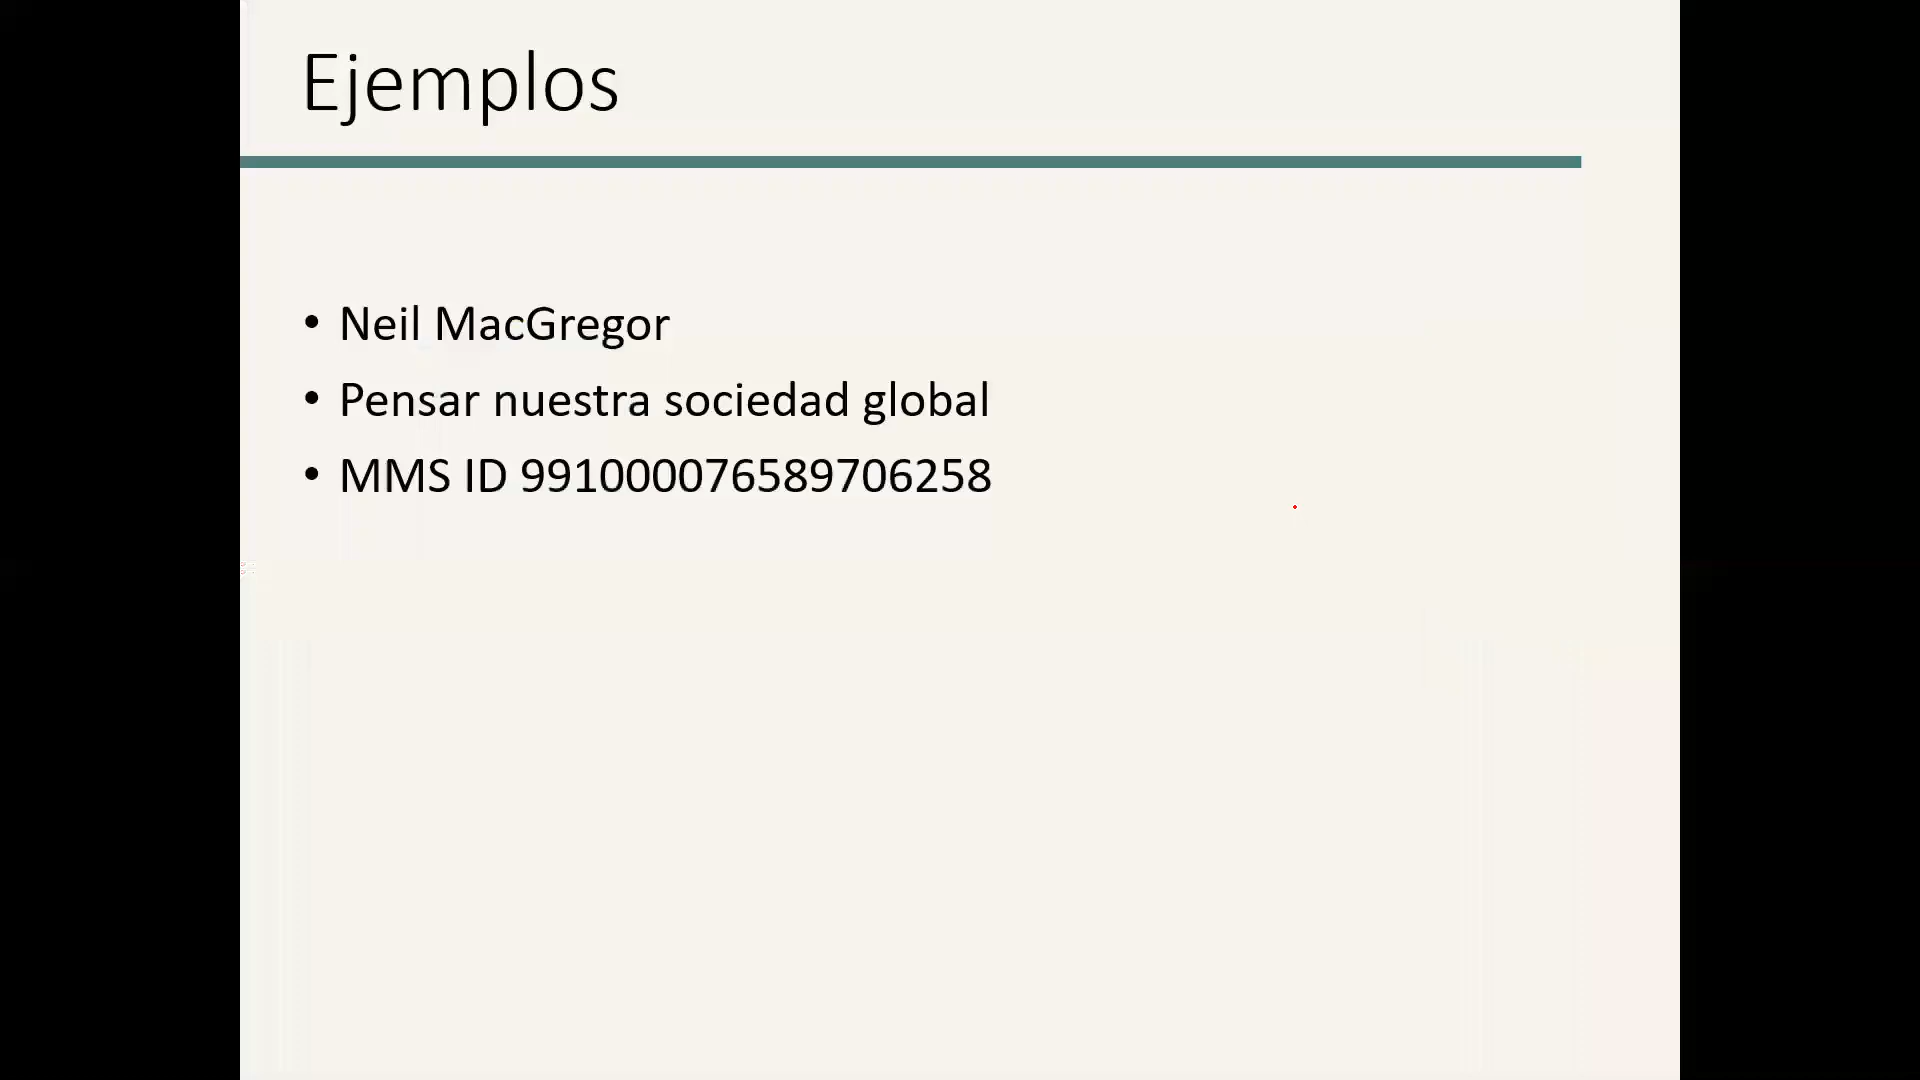 Ejemplos
• Neil MacGregor
• Pensar nuestra sociedad global
• MMS ID 991000076589706258